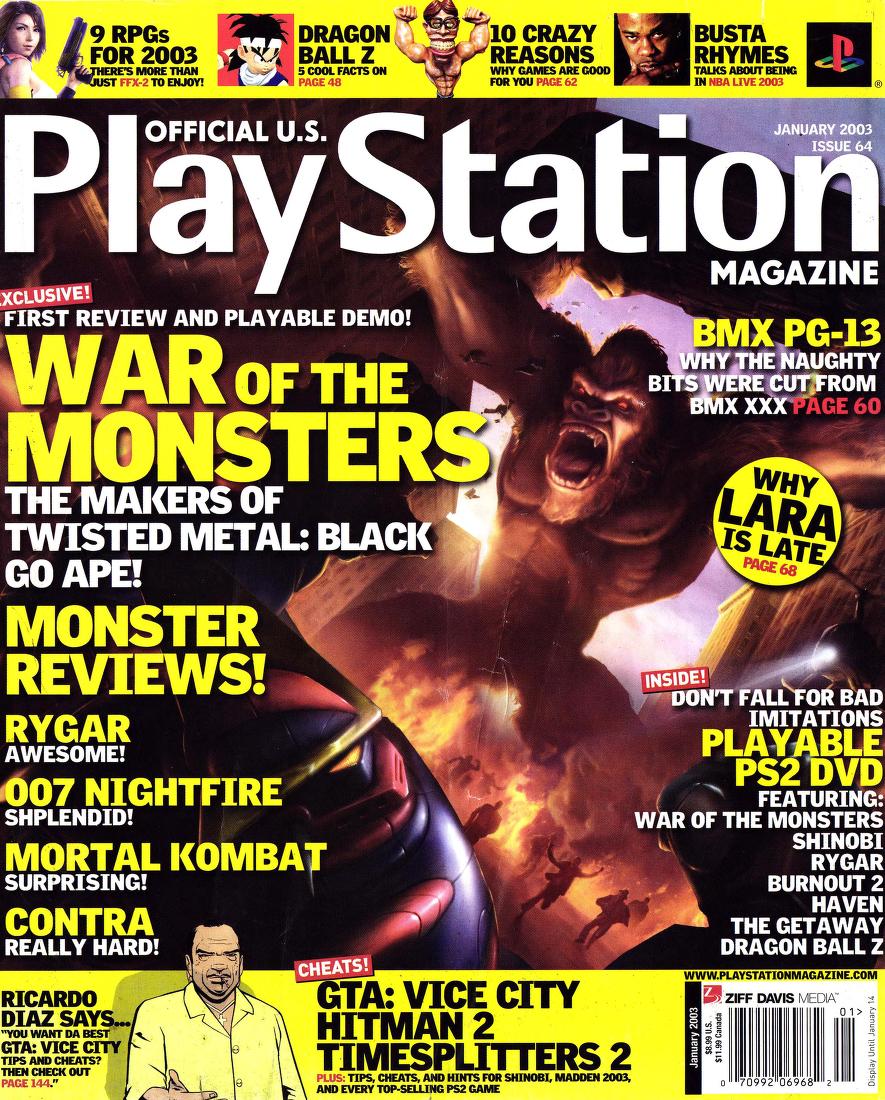 9 RPGs
FOR 2003
THERE'S MORE THAN
JUST FFX-2 TO ENJOY!
DRAGON
BALL Z
5 COOL FACTS ON
PAGE 48
10 CRAZY
REASONS
WHY GAMES ARE GOOD
FOR YOU PAGE 62
BUSTA
RHYMES
TALKS ABOUT BEING
IN NBA LIVE 2003
®
OFFICIAL U.S.
JANUARY 2003
ISSUE 64
PlayStation
MAGAZINE
EXCLUSIVE!
FIRST REVIEW AND PLAYABLE DEMO!
WAR OF THE
MONSTERS
THE MAKERS OF
TWISTED METAL: BLACK
GO APE!
BMX PG-13
WHY THE NAUGHTY
BITS WERE CUT FROM
BMX XXX PAGE 60
WHY
LARA
IS LATE
PAGE 68
MONSTER
REVIEWS!
RYGAR
AWESOME!
007 NIGHTFIRE
SHPLENDID!
MORTAL KOMBAT
SURPRISING!
CONTRA
REALLY HARD!
INSIDE!
DON'T FALL FOR BAD
IMITATIONS
PLAYABLE
PS2 DVD
FEATURING:
WAR OF THE MONSTERS
SHINOBI
RYGAR
BURNOUT 2
HAVEN
THE GETAWAY
DRAGON BALL Z
RICARDO
DIAZ SAYS...
"YOU WANT DA BEST
GTA: VICE CITY
TIPS AND CHEATS?
THEN CHECK OUT
PAGE 144."
CHEATS!
GTA: VICE CITY
HITMAN 2
TIMESPLITTERS 2
PLUS: TIPS, CHEATS, AND HINTS FOR SHINOBI, MADDEN 2003,
AND EVERY TOP-SELLING PS2 GAME
WWW.PLAYSTATIONMAGAZINE.COM
ZIFF DAVIS MEDIA™
January 2003
$8.99 U.S.
$11.99 Canada
01>
0 70992 06968 2
Display Until January 14